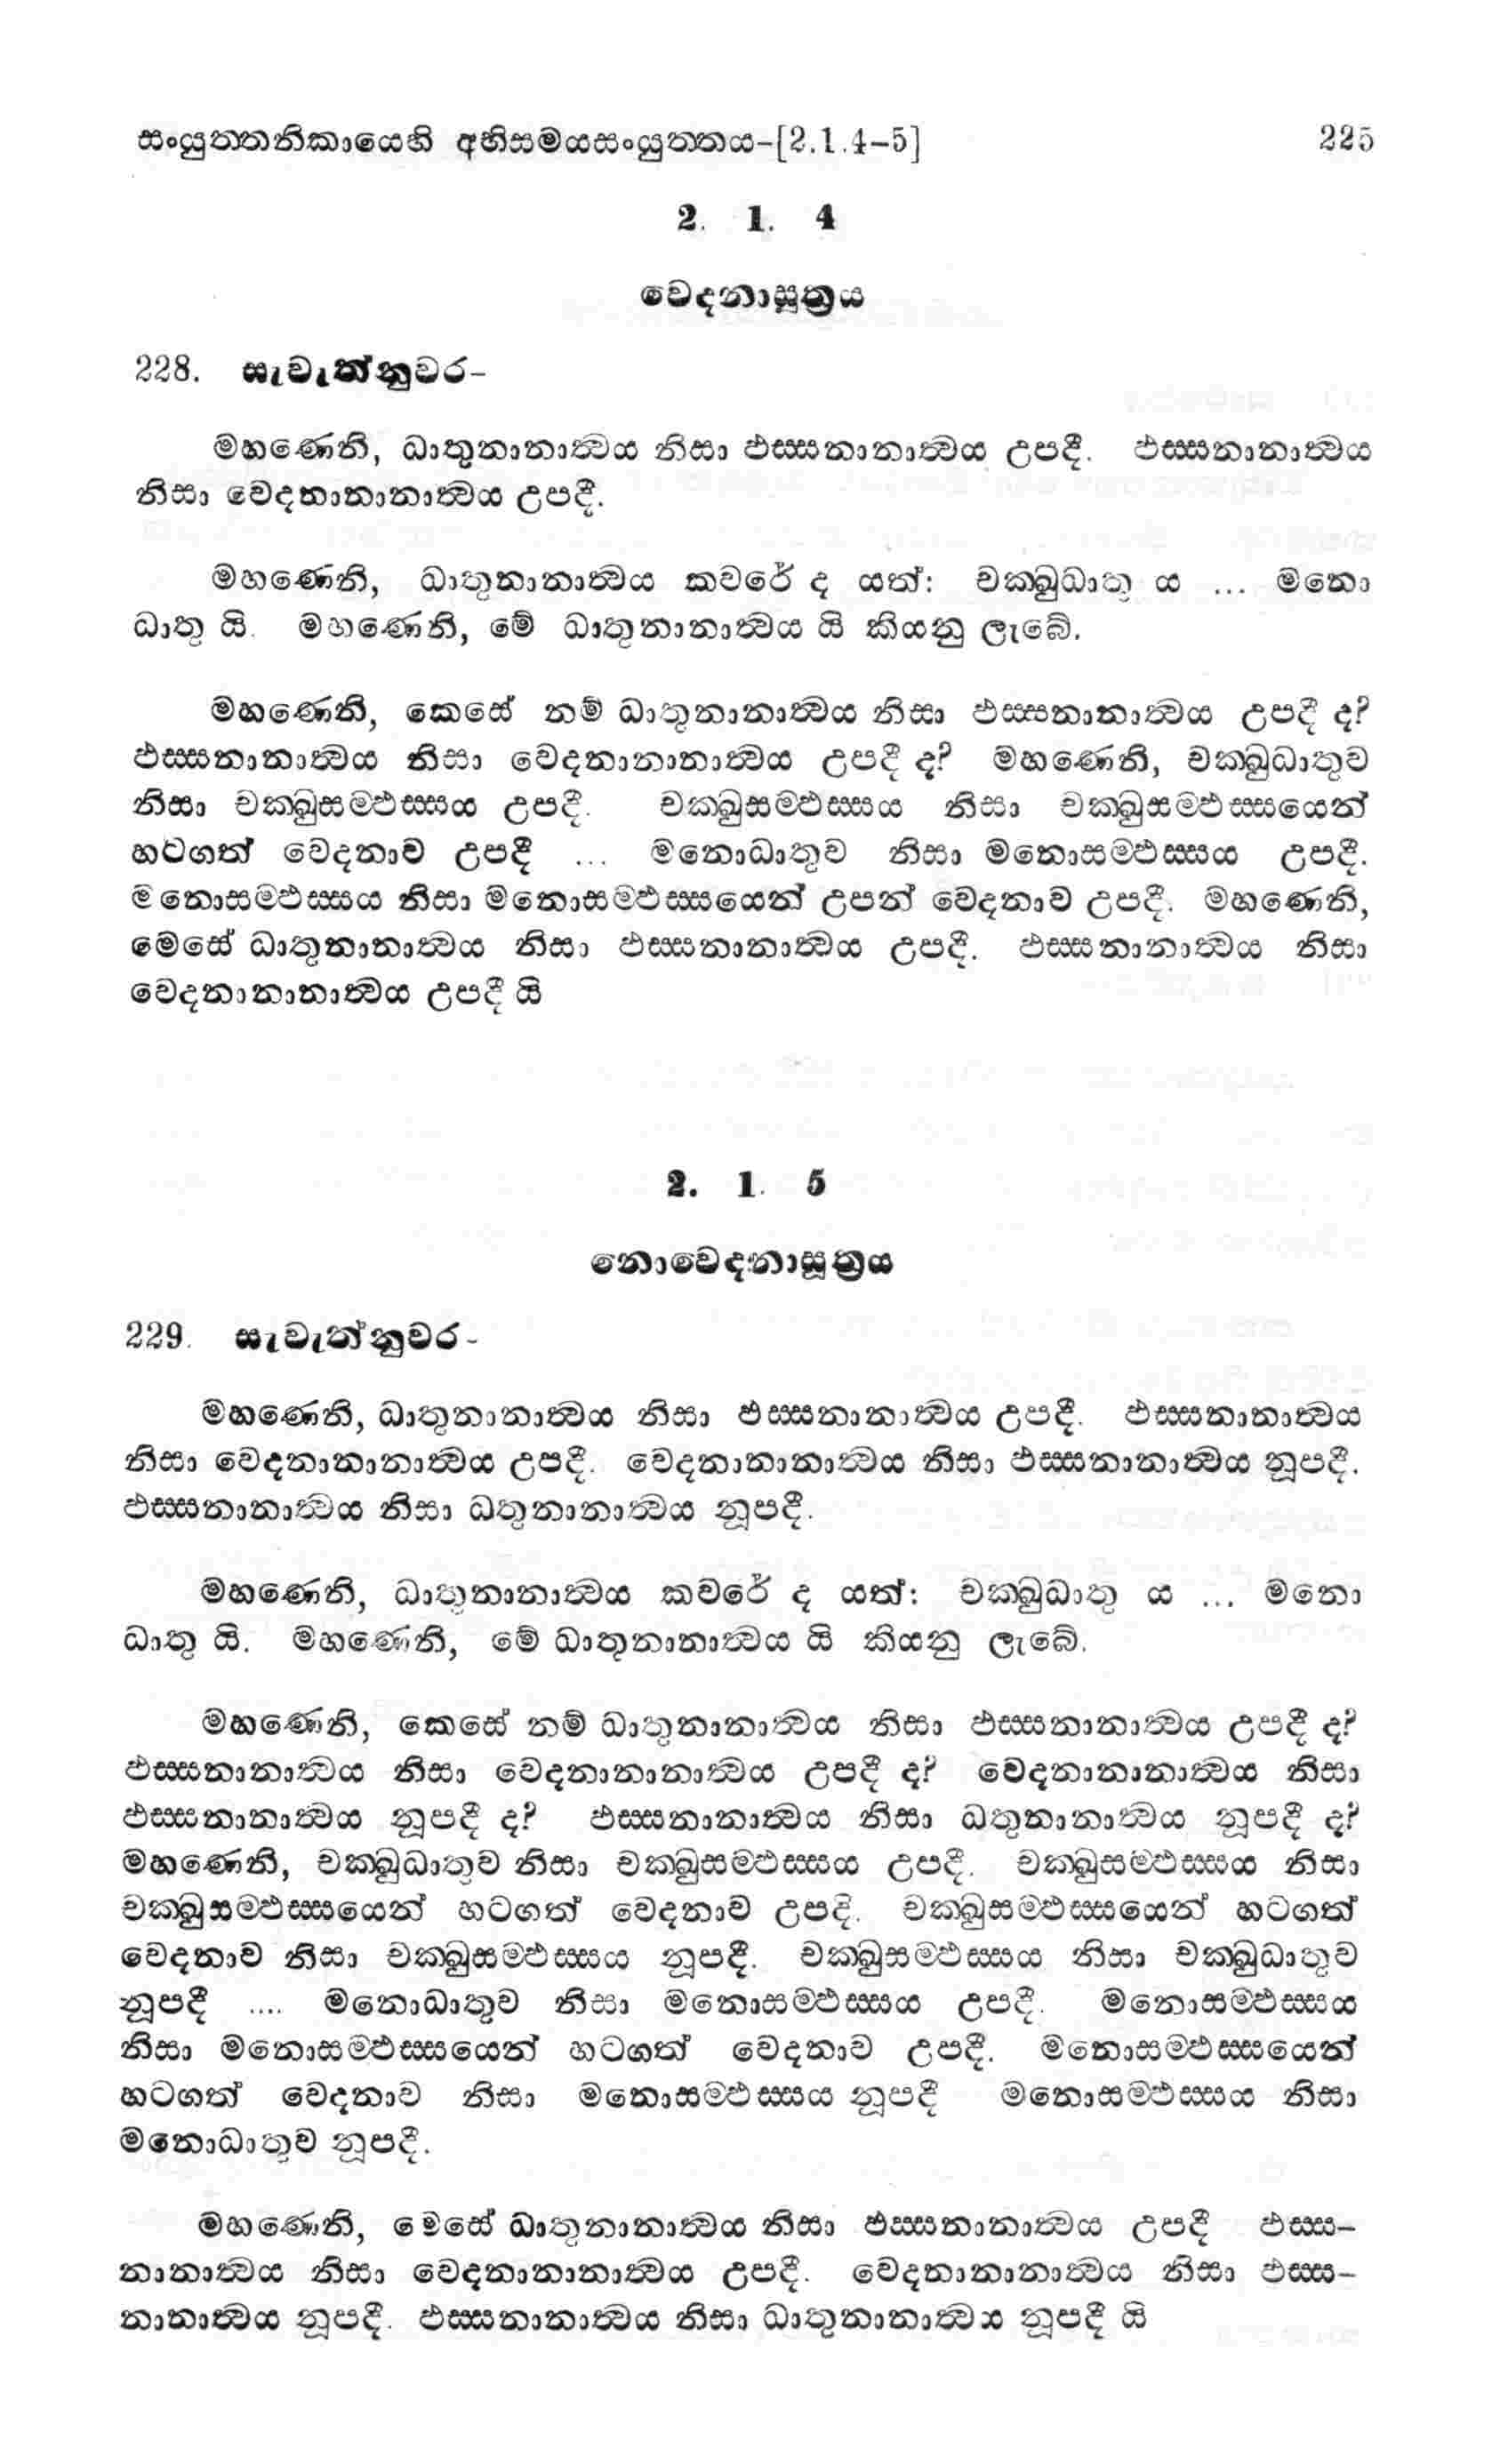 සංයුත්තනිකායෙහි අභිසමයසංයුත්තය-[2.1.4-5] 225
2. 1. 4
වෙදනාසූත්‍රය
228. සැවැත්නුවර-
මහණෙනි, ධාතුනානාත්වය නිසා ඵස්සනානාත්වය උපදී. ඵස්සනානාත්වය
නිසා වෙදනානානාත්වය උපදී.
මහණෙනි, ධාතුනානාත්වය කවරේ ද යත්: චක්ඛුධාතු ය ... මනො
ධාතු යි. මහණෙනි, මේ ධාතුනානාත්වය යි කියනු ලැබේ.
මහණෙනි, කෙසේ නම් ධාතුනානාත්වය නිසා ඵස්සනානාත්වය උපදී ද?
ඵස්සනානාත්වය නිසා වෙදනානානාත්වය උපදී ද? මහණෙනි, චක්ඛුධාතුව
නිසා චක්ඛුසම්ඵස්සය උපදී. චක්ඛුසම්ඵස්සය නිසා චක්ඛුසම්ඵස්සයෙන්
හටගත් වෙදනාව උපදී ... මනොධාතුව නිසා මනොසම්ඵස්සය උපදී.
මනොසම්ඵස්සය නිසා මනොසම්ඵස්සයෙන් උපන් වෙදනාව උපදී. මහණෙනි,
මෙසේ ධාතුනානාත්වය නිසා ඵස්සනානාත්වය උපදී. ඵස්සනානාත්වය නිසා
වෙදනානානාත්වය උපදී යි
2. 1. 5
නොවෙදනාසූත්‍රය
229. සැවැත්නුවර-
මහණෙනි, ධාතුනානාත්වය නිසා ඵස්සනානාත්වය උපදී. ඵස්සනානාත්වය
නිසා වෙදනානානාත්වය උපදී. වෙදනානානාත්වය නිසා ඵස්සනානාත්වය නූපදී.
ඵස්සනානාත්වය නිසා ධතුනානාත්වය නූපදී.
මහණෙනි, ධාතුනානාත්වය කවරේ ද යත්: චක්ඛුධාතු ය ... මනො
ධාතු යි. මහණෙනි, මේ ධාතුනානාත්වය යි කියනු ලැබේ.
මහණෙනි, කෙසේ නම් ධාතුනානාත්වය නිසා ඵස්සනානාත්වය උපදී ද?
ඵස්සනානාත්වය නිසා වෙදනානානාත්වය උපදී ද? වෙදනානානාත්වය නිසා
ඵස්සනානාත්වය නූපදී ද? ඵස්සනානාත්වය නිසා ධතුනානාත්වය නූපදී ද?
මහණෙනි, චක්ඛුධාතුව නිසා චක්ඛුසම්ඵස්සය උපදී. චක්ඛුසම්ඵස්සය නිසා
චක්ඛුසම්ඵස්සයෙන් හටගත් වෙදනාව උපදි. චක්ඛුසම්ඵස්සයෙන් හටගත්
වෙදනාව නිසා චක්ඛුසම්ඵස්සය නූපදී. චක්ඛුසම්ඵස්සය නිසා චක්ඛුධාතුව
නූපදී .... මනොධාතුව නිසා මනොසම්ඵස්සය උපදී. මනොසම්ඵස්සය
නිසා මනොසම්ඵස්සයෙන් හටගත් වෙදනාව උපදී. මනොසම්ඵස්සයෙන්
හටගත් වෙදනාව නිසා මනොසම්ඵස්සය නූපදී මනොසම්ඵස්සය නිසා
මනොධාතුව නූපදී.
මහණෙනි, මෙසේ ධාතුනානාත්වය නිසා ඵස්සනානාත්වය උපදී ඵස්ස-
නානාත්වය නිසා වෙදනානානාත්වය උපදී. වෙදනානානාත්වය නිසා ඵස්ස-
නානාත්වය නූපදී. ඵස්සනානාත්වය නිසා ධාතුනානාත්වය නූපදී යි